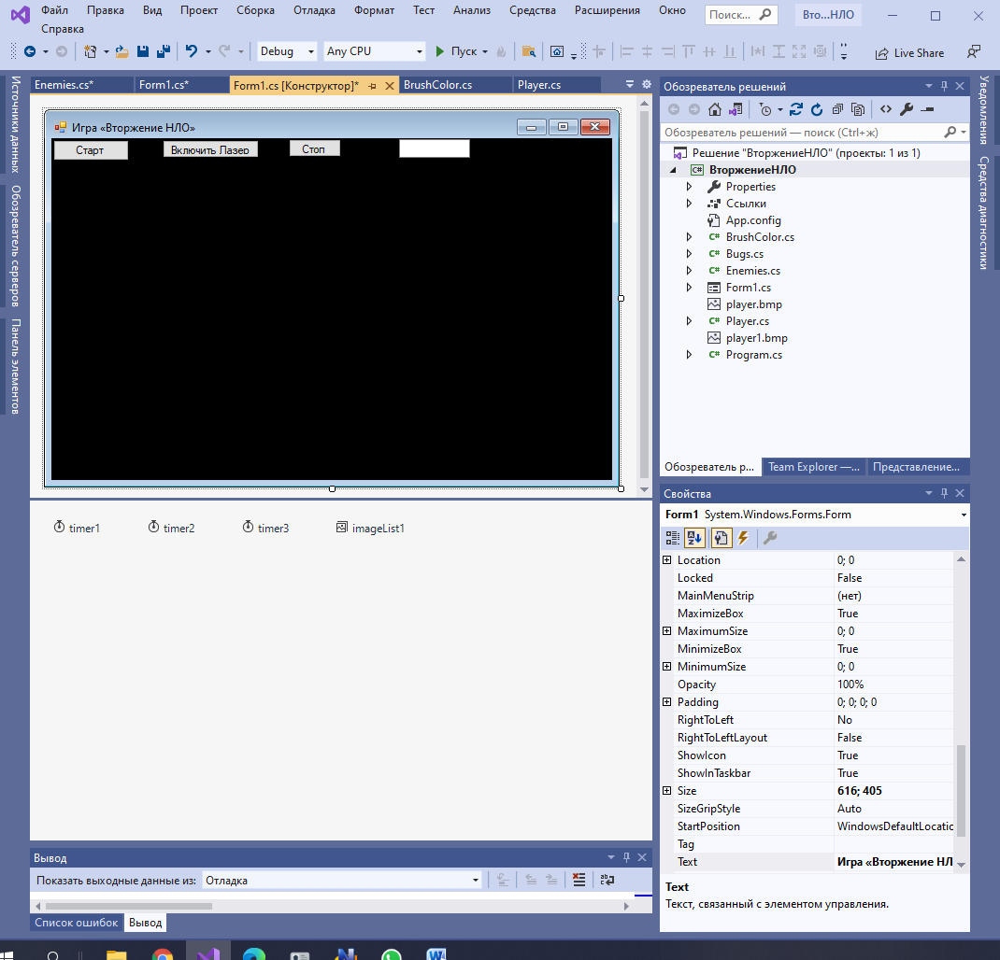 Файл Правка Вид Проект Сборка Отладка Формат Тест Анализ Средства Расширения Окно Поиск... Вто...НЛО
Справка
Debug Any CPU Пуск Live Share
Источники данных
Обозреватель серверов
Панель элементов
Enemies.cs* Form1.cs* Form1.cs [Конструктор]* BrushColor.cs Player.cs
Игра «Вторжение НЛО»
Старт Включить Лазер Стоп
timer1 timer2 timer3 imageList1
Вывод
Показать выходные данные из: Отладка
Список ошибок Вывод
Обозреватель решений
Обозреватель решений — поиск (Ctrl+ж)
Решение "ВторжениеНЛО" (проекты: 1 из 1)
C# ВторжениеНЛО
Properties
Ссылки
App.config
C# BrushColor.cs
C# Bugs.cs
C# Enemies.cs
Form1.cs
player.bmp
C# Player.cs
player1.bmp
C# Program.cs
Обозреватель р... Team Explorer —... Представление...
Свойства
Form1 System.Windows.Forms.Form
Location 0; 0
Locked False
MainMenuStrip (нет)
MaximizeBox True
MaximumSize 0; 0
MinimizeBox True
MinimumSize 0; 0
Opacity 100%
Padding 0; 0; 0; 0
RightToLeft No
RightToLeftLayout False
ShowIcon True
ShowInTaskbar True
Size 616; 405
SizeGripStyle Auto
StartPosition WindowsDefaultLocatio
Tag
Text Игра «Вторжение НЛ
Text
Текст, связанный с элементом управления.
Уведомления
Средства диагностики